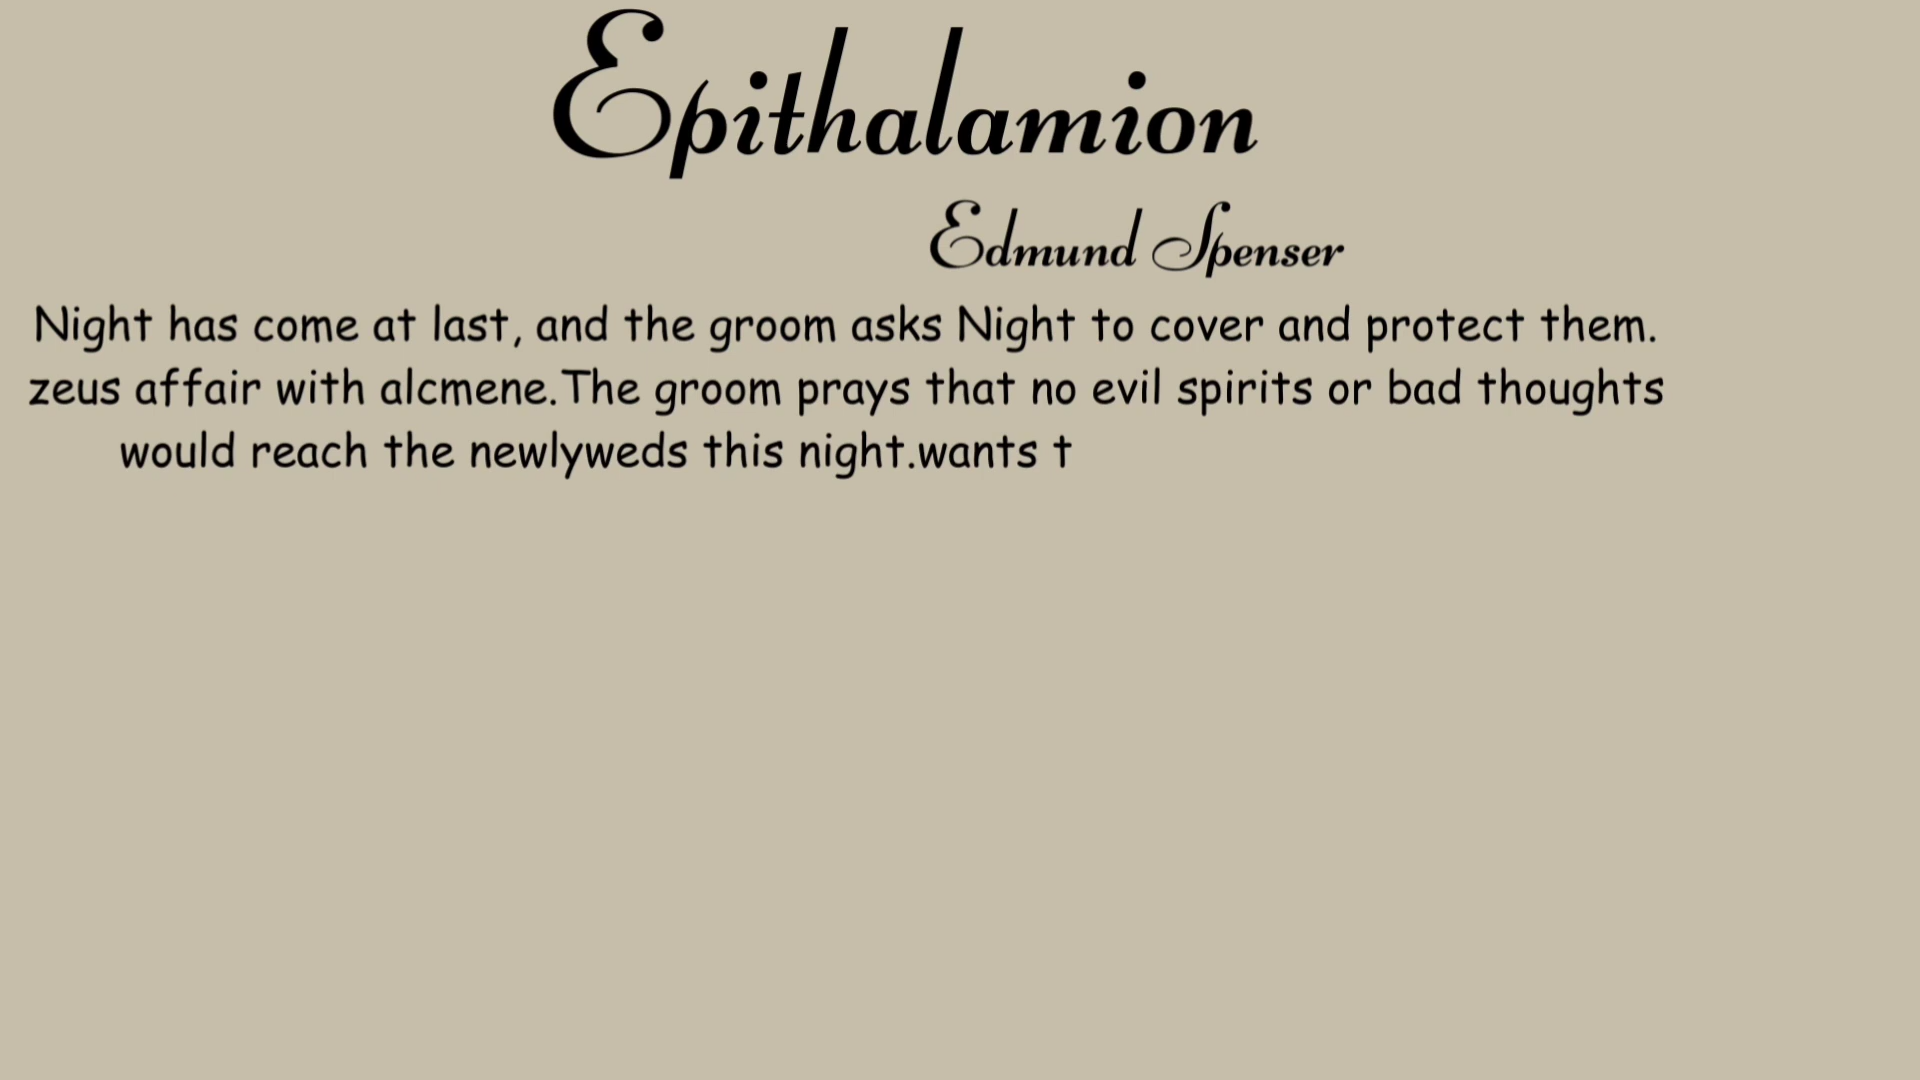 Epithalamion
Edmund Spenser
Night has come at last, and the groom asks Night to cover and protect them.
zeus affair with alcmene.The groom prays that no evil spirits or bad thoughts
would reach the newlyweds this night.wants t